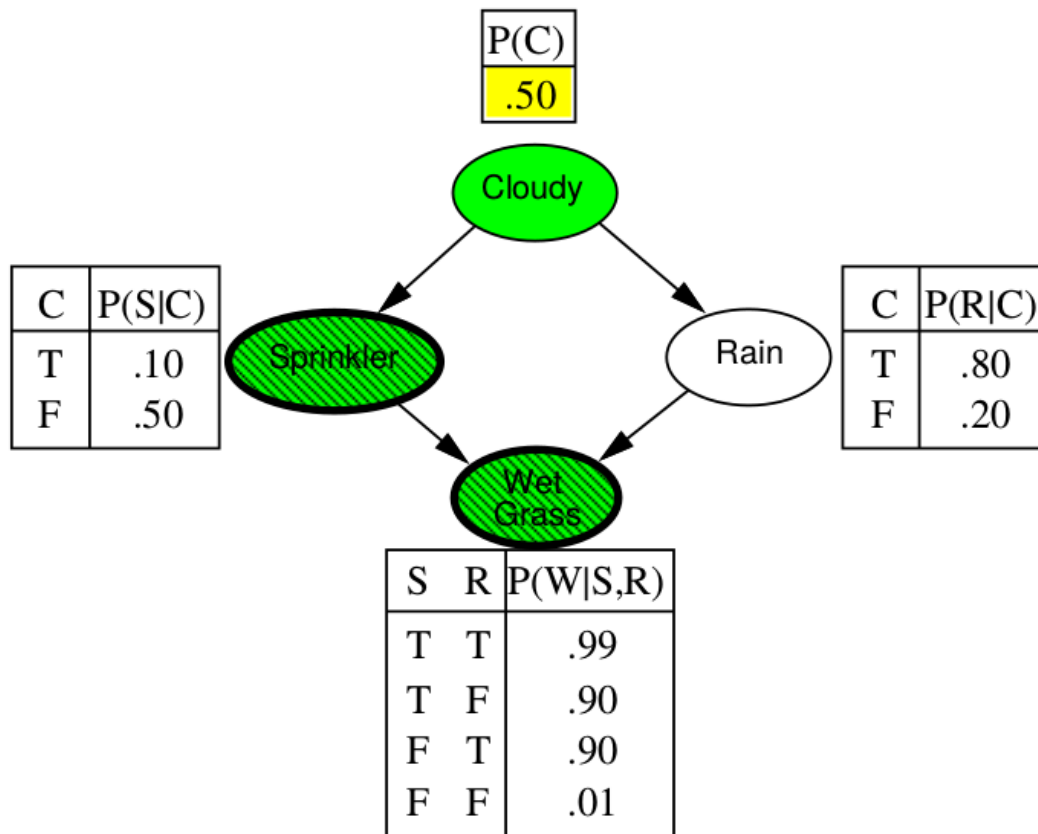 P(C)
.50
Cloudy
C P(S|C)
T .10
F .50
Sprinkler
Rain
C P(R|C)
T .80
F .20
Wet
Grass
S R P(W|S,R)
T T .99
T F .90
F T .90
F F .01